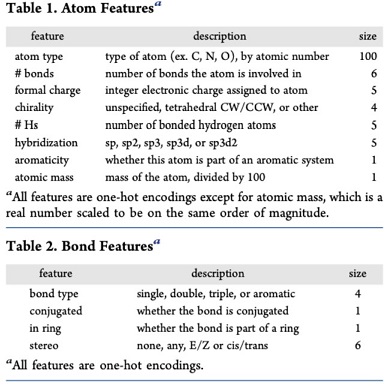 Table 1. Atom Featuresa
feature description size
atom type type of atom (ex. C, N, O), by atomic number 100
# bonds number of bonds the atom is involved in 6
formal charge integer electronic charge assigned to atom 5
chirality unspecified, tetrahedral CW/CCW, or other 4
# Hs number of bonded hydrogen atoms 5
hybridization sp, sp2, sp3, sp3d, or sp3d2 5
aromaticity whether this atom is part of an aromatic system 1
atomic mass mass of the atom, divided by 100 1
aAll features are one-hot encodings except for atomic mass, which is a
real number scaled to be on the same order of magnitude.
Table 2. Bond Featuresa
feature description size
bond type single, double, triple, or aromatic 4
conjugated whether the bond is conjugated 1
in ring whether the bond is part of a ring 1
stereo none, any, E/Z or cis/trans 6
aAll features are one-hot encodings.